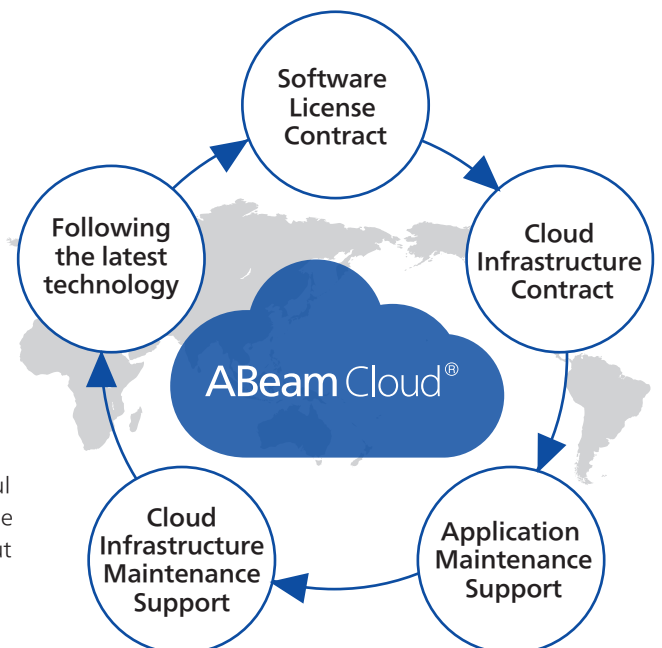 Software
License
Contract
Following
the latest
technology
Cloud
Infrastructure
Contract
ABeam Cloud®
Cloud
Infrastructure
Maintenance
Support
Application
Maintenance
Support